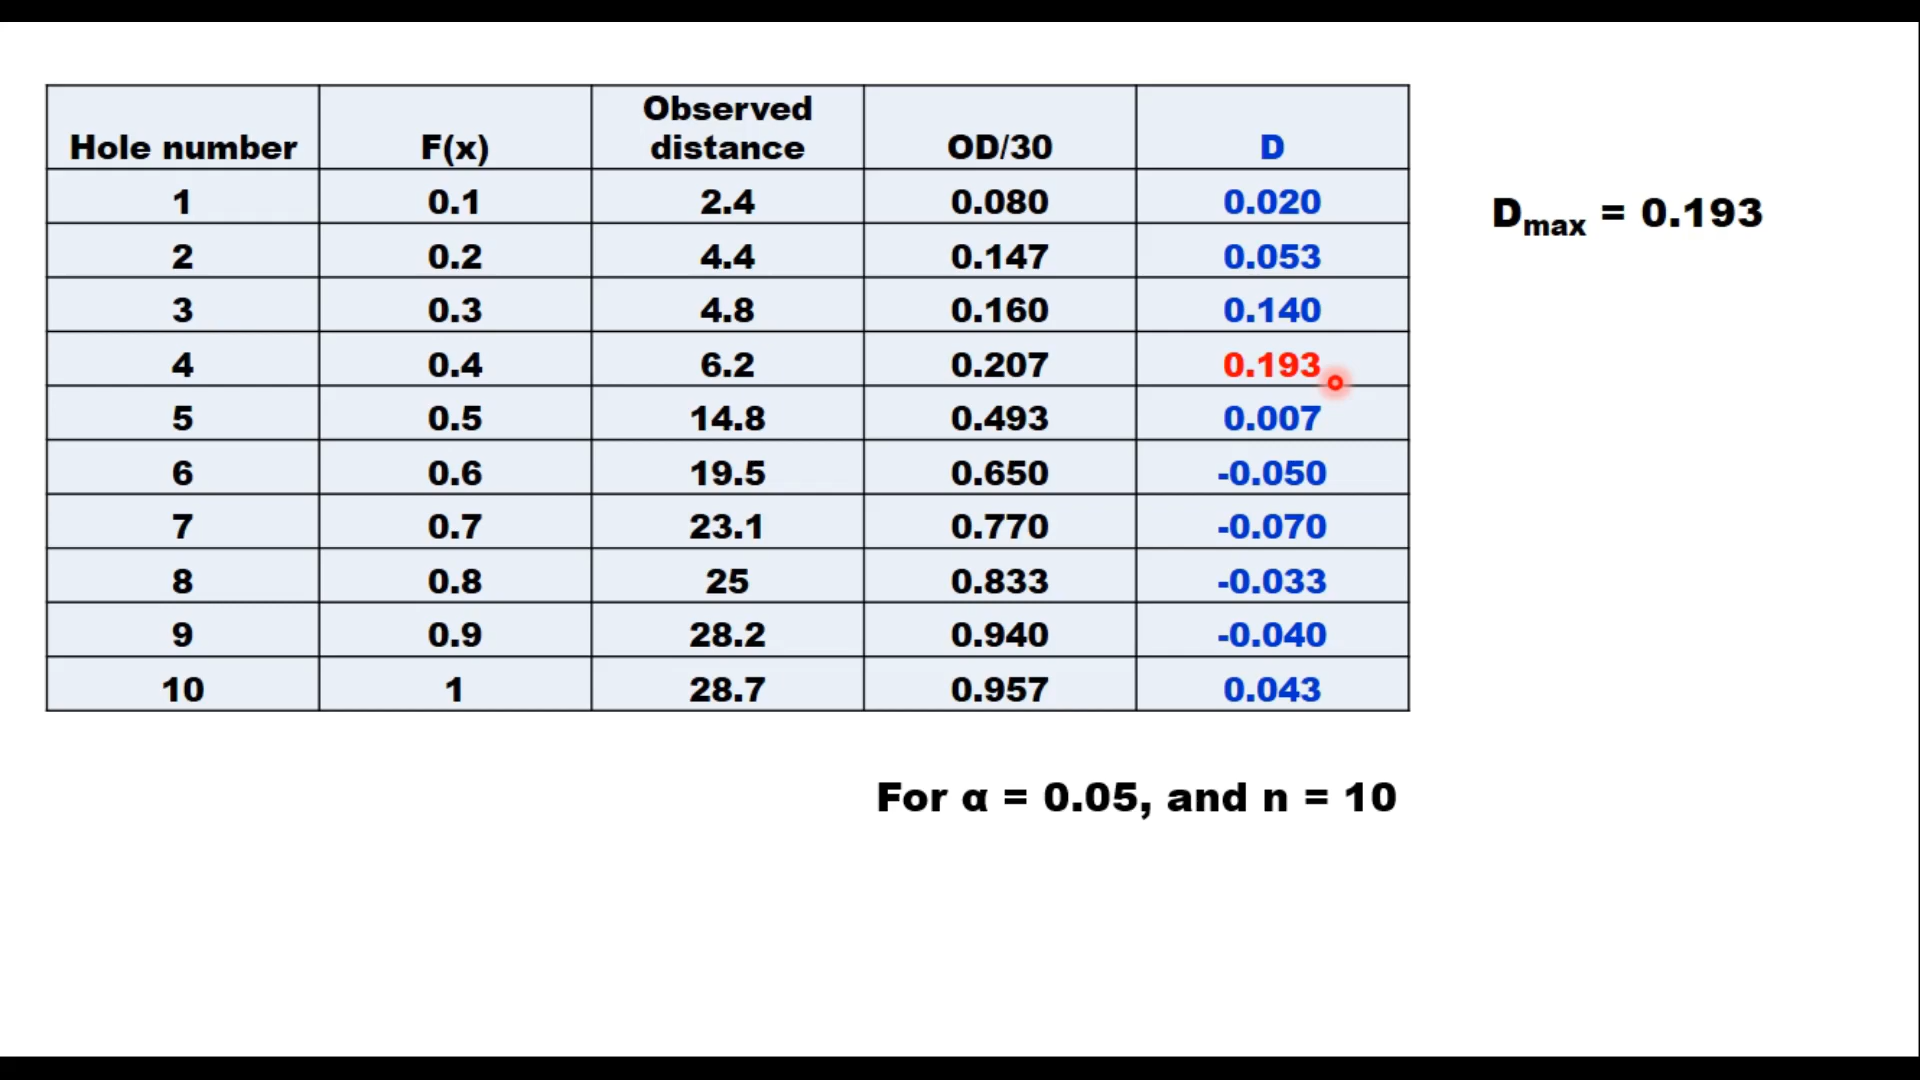 Hole number F(x) Observed distance OD/30 D
1 0.1 2.4 0.080 0.020
2 0.2 4.4 0.147 0.053
3 0.3 4.8 0.160 0.140
4 0.4 6.2 0.207 0.193
5 0.5 14.8 0.493 0.007
6 0.6 19.5 0.650 -0.050
7 0.7 23.1 0.770 -0.070
8 0.8 25 0.833 -0.033
9 0.9 28.2 0.940 -0.040
10 1 28.7 0.957 0.043
Dmax = 0.193
For α = 0.05, and n = 10